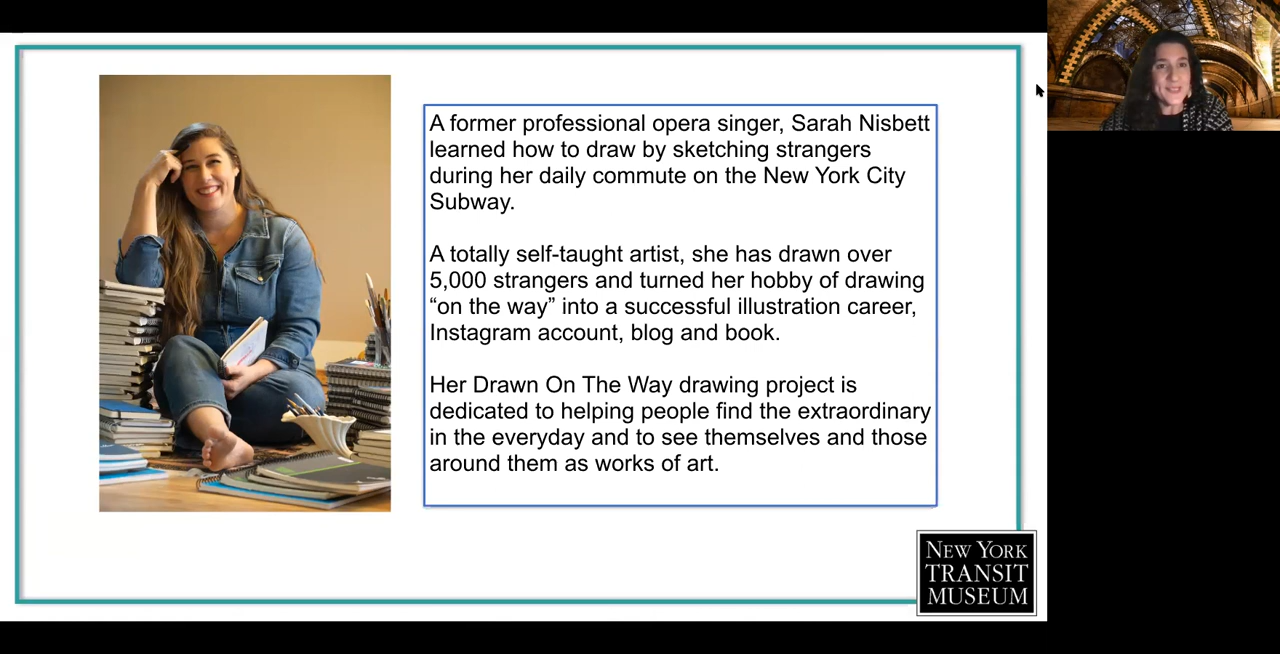 A former professional opera singer, Sarah Nisbett
learned how to draw by sketching strangers
during her daily commute on the New York City
Subway.
A totally self-taught artist, she has drawn over
5,000 strangers and turned her hobby of drawing
“on the way” into a successful illustration career,
Instagram account, blog and book.
Her Drawn On The Way drawing project is
dedicated to helping people find the extraordinary
in the everyday and to see themselves and those
around them as works of art.
NEW YORK
TRANSIT
MUSEUM